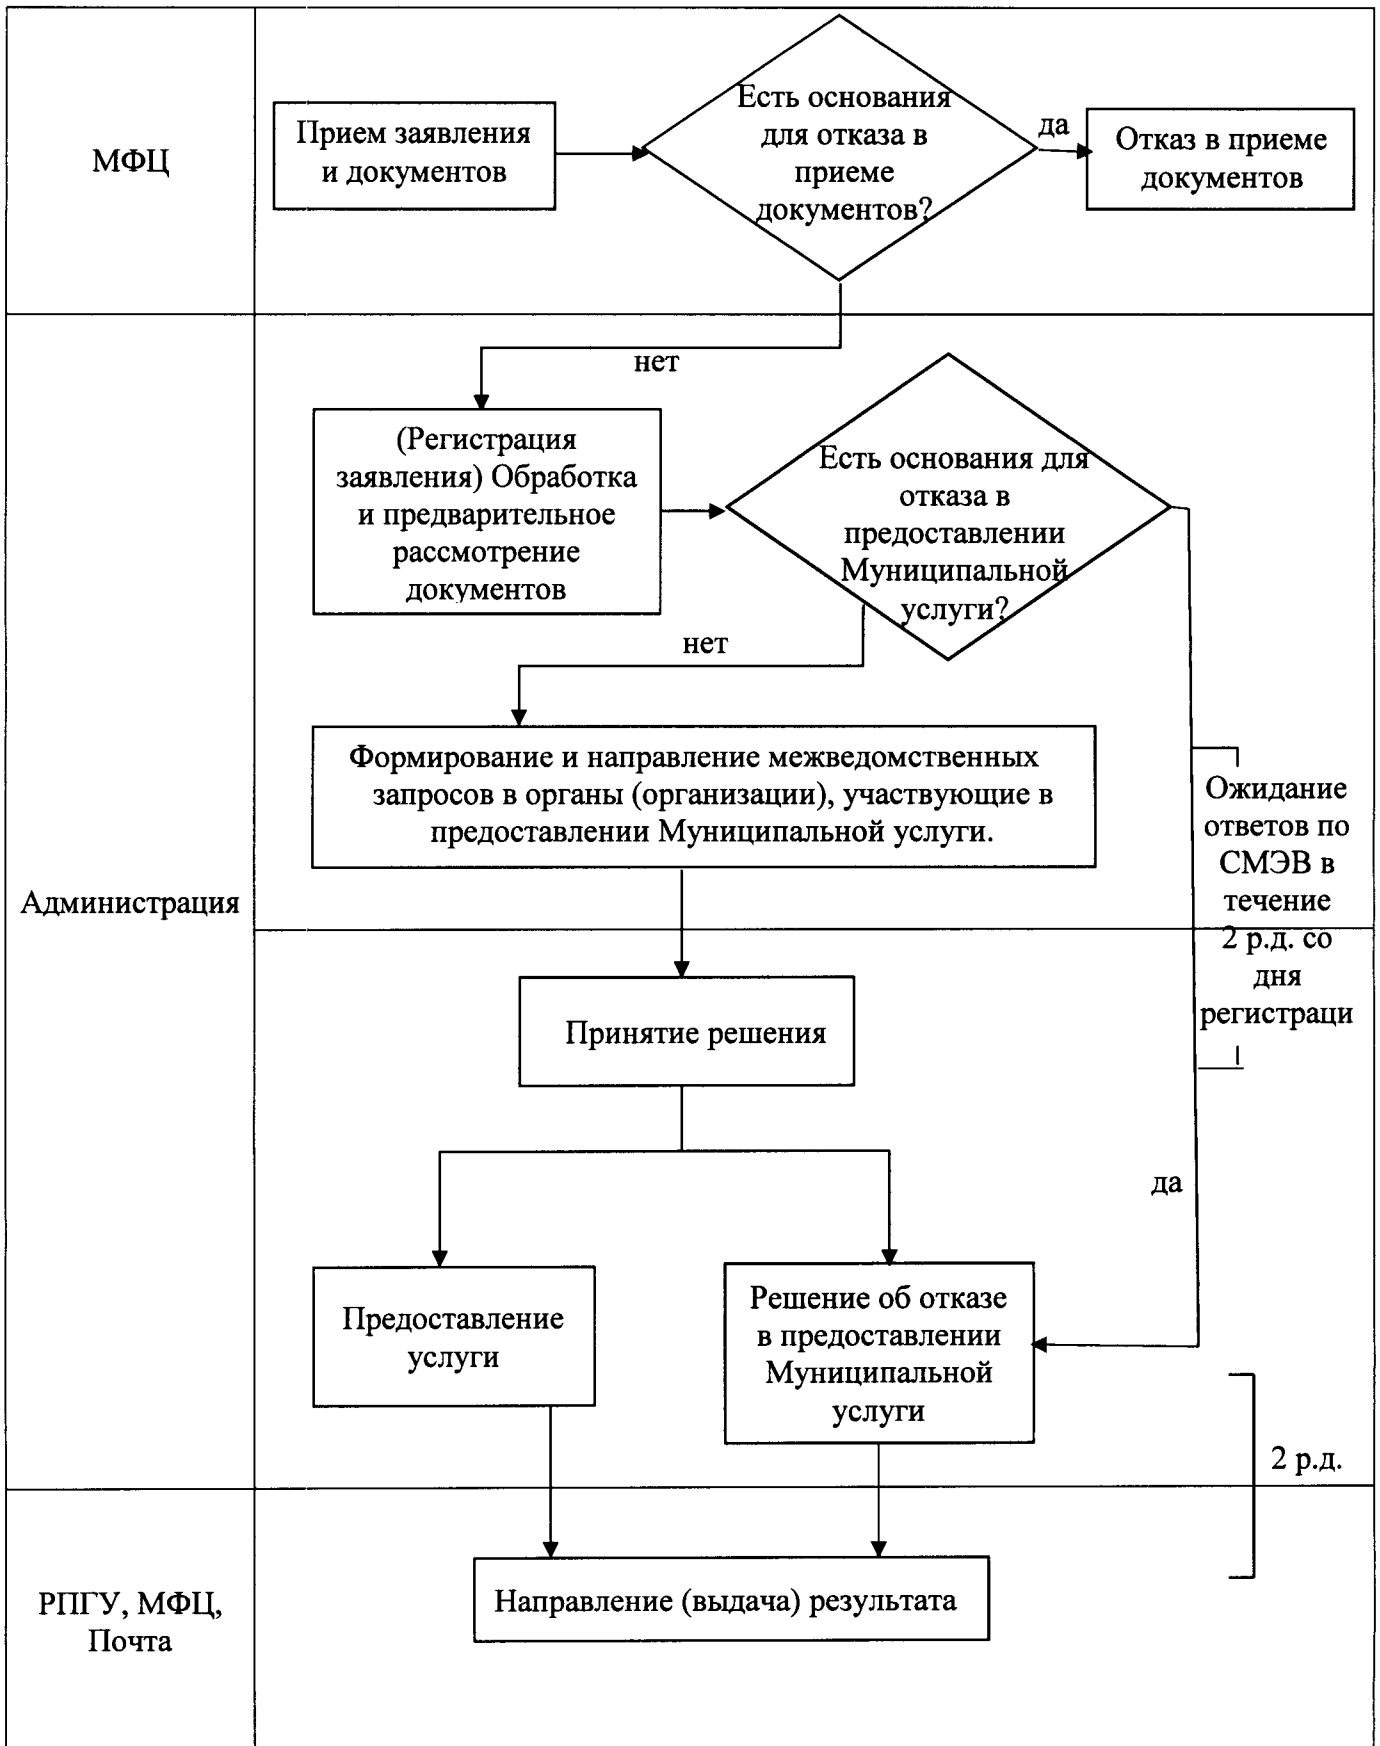 МФЦ
Прием заявления
и документов
Есть основания
для отказа в
приеме
документов?
да
Отказ в приеме
документов
нет
Администрация
(Регистрация
заявления) Обработка
и предварительное
рассмотрение
документов
Есть основания для
отказа в
предоставлении
Муниципальной
услуги?
нет
Формирование и направление межведомственных
запросов в органы (организации), участвующие в
предоставлении Муниципальной услуги.
Ожидание
ответов по
СМЭВ в
течение
2 р.д. со
дня
регистраци
Принятие решения
да
Предоставление
услуги
Решение об отказе
в предоставлении
Муниципальной
услуги
2 р.д.
РПГУ, МФЦ,
Почта
Направление (выдача) результата